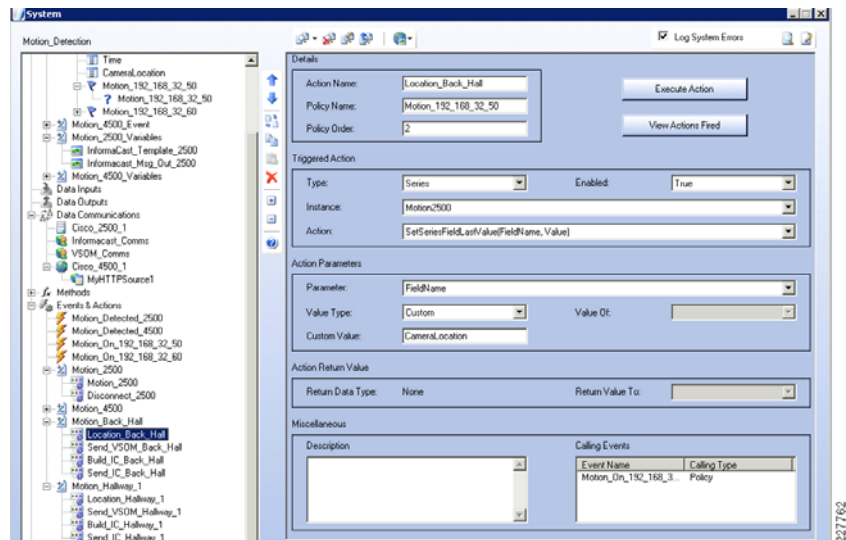 System
Motion_Detection
Log System Errors
Time
CameraLocation
Motion_192_168_32_50
? Motion_192_168_32_50
Motion_192_168_32_60
Motion_4500_Event
Motion_2500_Variables
InformaCast_Template_2500
Informacast_Msg_Out_2500
Motion_4500_Variables
Data Inputs
Data Outputs
Data Communications
Cisco_2500_1
Informacast_Comms
VSOM_Comms
Cisco_4500_1
MyHTTPSource1
Methods
Events & Actions
Motion_Detected_2500
Motion_Detected_4500
Motion_On_192_168_32_50
Motion_On_192_168_32_60
Motion_2500
Motion_2500
Disconnect_2500
Motion_4500
Motion_Back_Hall
Location_Back_Hall
Send_VSOM_Back_Hall
Build_IC_Back_Hall
Send_IC_Back_Hall
Motion_Hallway_1
Location_Hallway_1
Send_VSOM_Hallway_1
Build_IC_Hallway_1
Send_IC_Hallway_1
Details
Action Name: Location_Back_Hall
Execute Action
Policy Name: Motion_192_168_32_50
Policy Order: 2
View Actions Fired
Triggered Action
Type: Series Enabled: True
Instance: Motion2500
Action: SetSeriesFieldLastValue(FieldName, Value)
Action Parameters
Parameter: FieldName
Value Type: Custom Value Of:
Custom Value: CameraLocation
Action Return Value
Return Data Type: None Return Value To:
Miscellaneous
Description Calling Events
Event Name Calling Type
Motion_On_192_168_3... Policy
227762